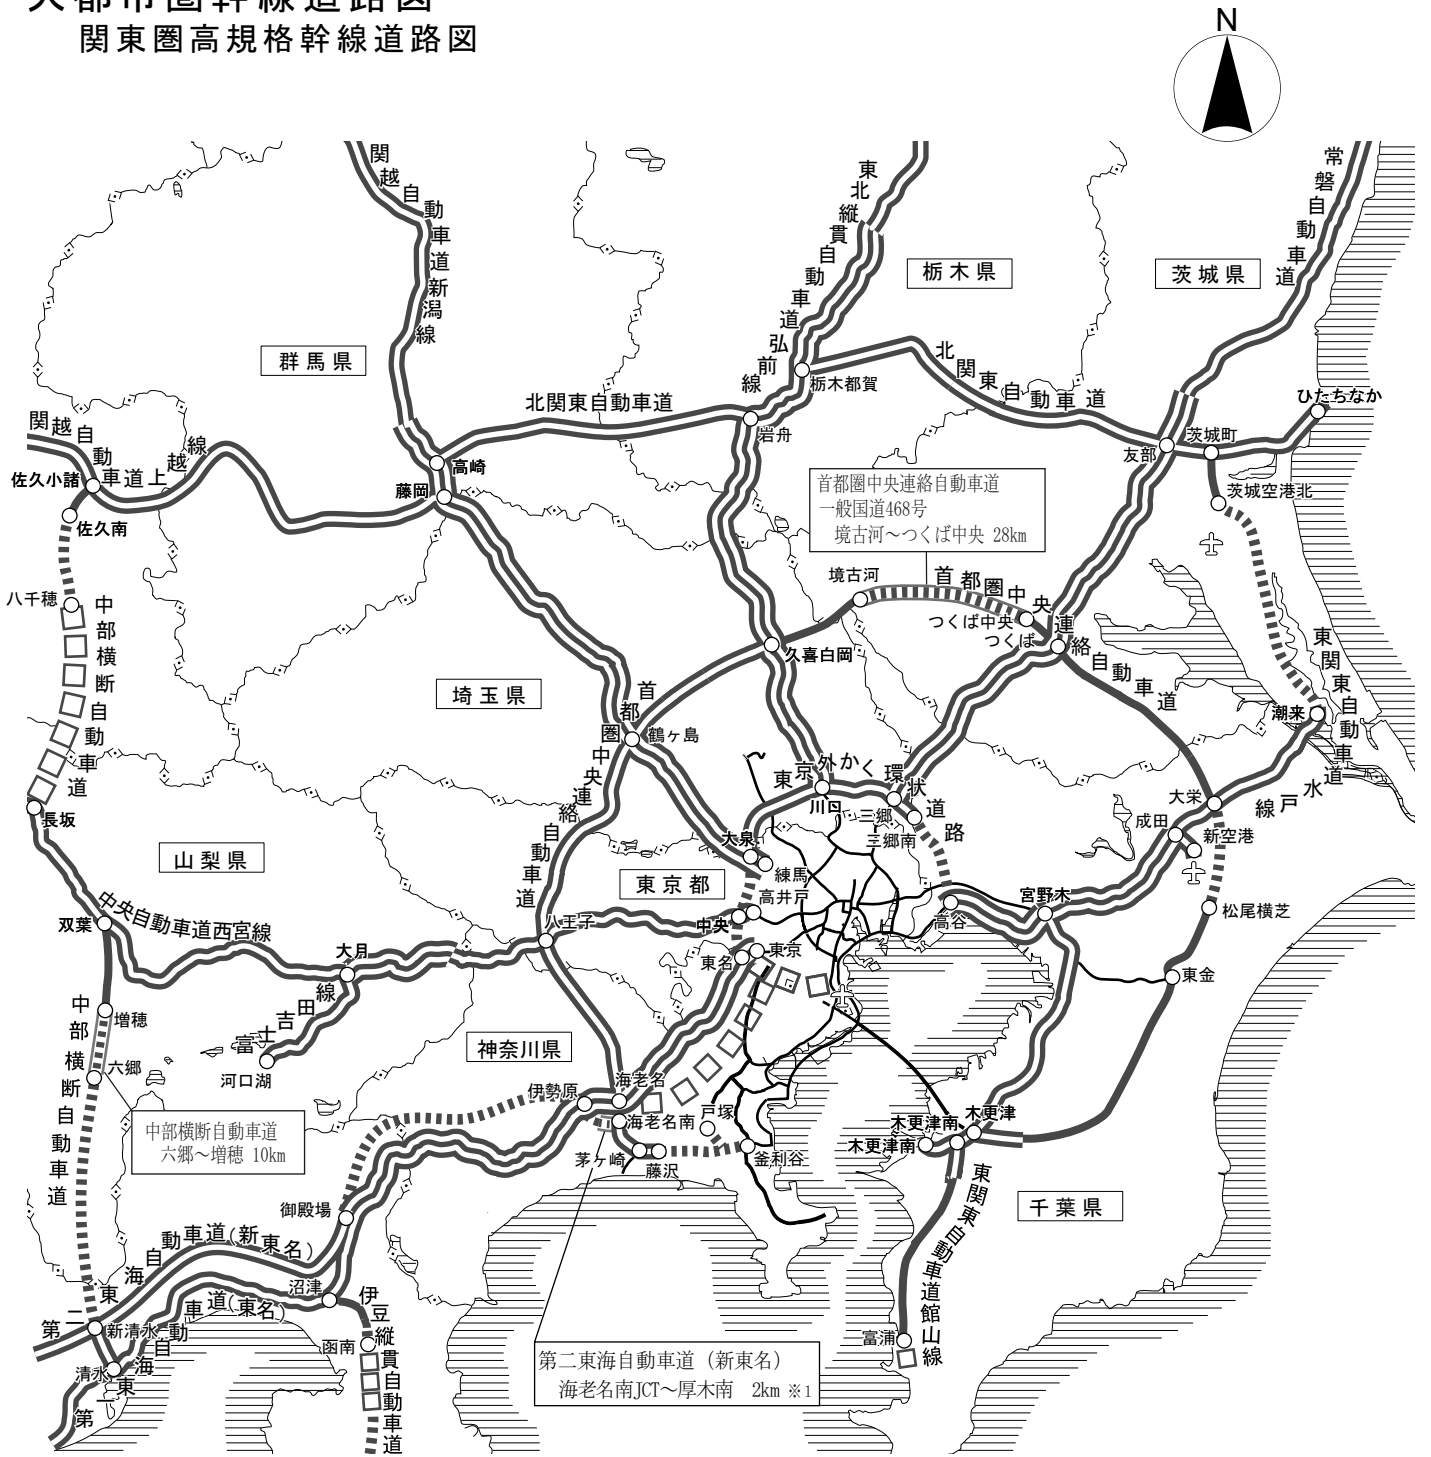 大都市圏幹線道路図
関東圏高規格幹線道路図
N
関越自動車道新潟線
東北縦貫自動車道弘前線
常磐自動車道
栃木県
茨城県
群馬県
北関東自動車道
北関東自動車道
栃木都賀
ひたちなか
岩舟
友部
茨城町
関越自動車道上越線
佐久小諸
高崎
藤岡
佐久南
茨城空港北
首都圏中央連絡自動車道
一般国道468号
境古河～つくば中央 28km
境古河
八千穂
中部横断自動車道
首都圏中央連絡自動車道
つくば中央
つくば
久喜白岡
東関東自動車道水戸線
埼玉県
首都圏中央連絡自動車道
鶴ヶ島
潮来
東京外かく環状道路
長坂
川口
三郷
三郷南
大栄
成田
新空港
山梨県
大泉
練馬
東京都
高井戸
中央
宮野木
高谷
松尾横芝
中央自動車道西宮線
双葉
八王子
大月
東名
東京
東金
富士吉田線
中部横断自動車道
増穂
六郷
河口湖
神奈川県
伊勢原
海老名
海老名南
戸塚
木更津
木更津南
木更津南
中部横断自動車道
六郷～増穂 10km
茅ヶ崎
藤沢
釜利谷
千葉県
東関東自動車道館山線
御殿場
第二東海自動車道(新東名)
沼津
伊豆縦貫自動車道
新清水
函南
清水
第一東海自動車道(東名)
富浦
第二東海自動車道（新東名）
海老名南JCT～厚木南 2km ※1